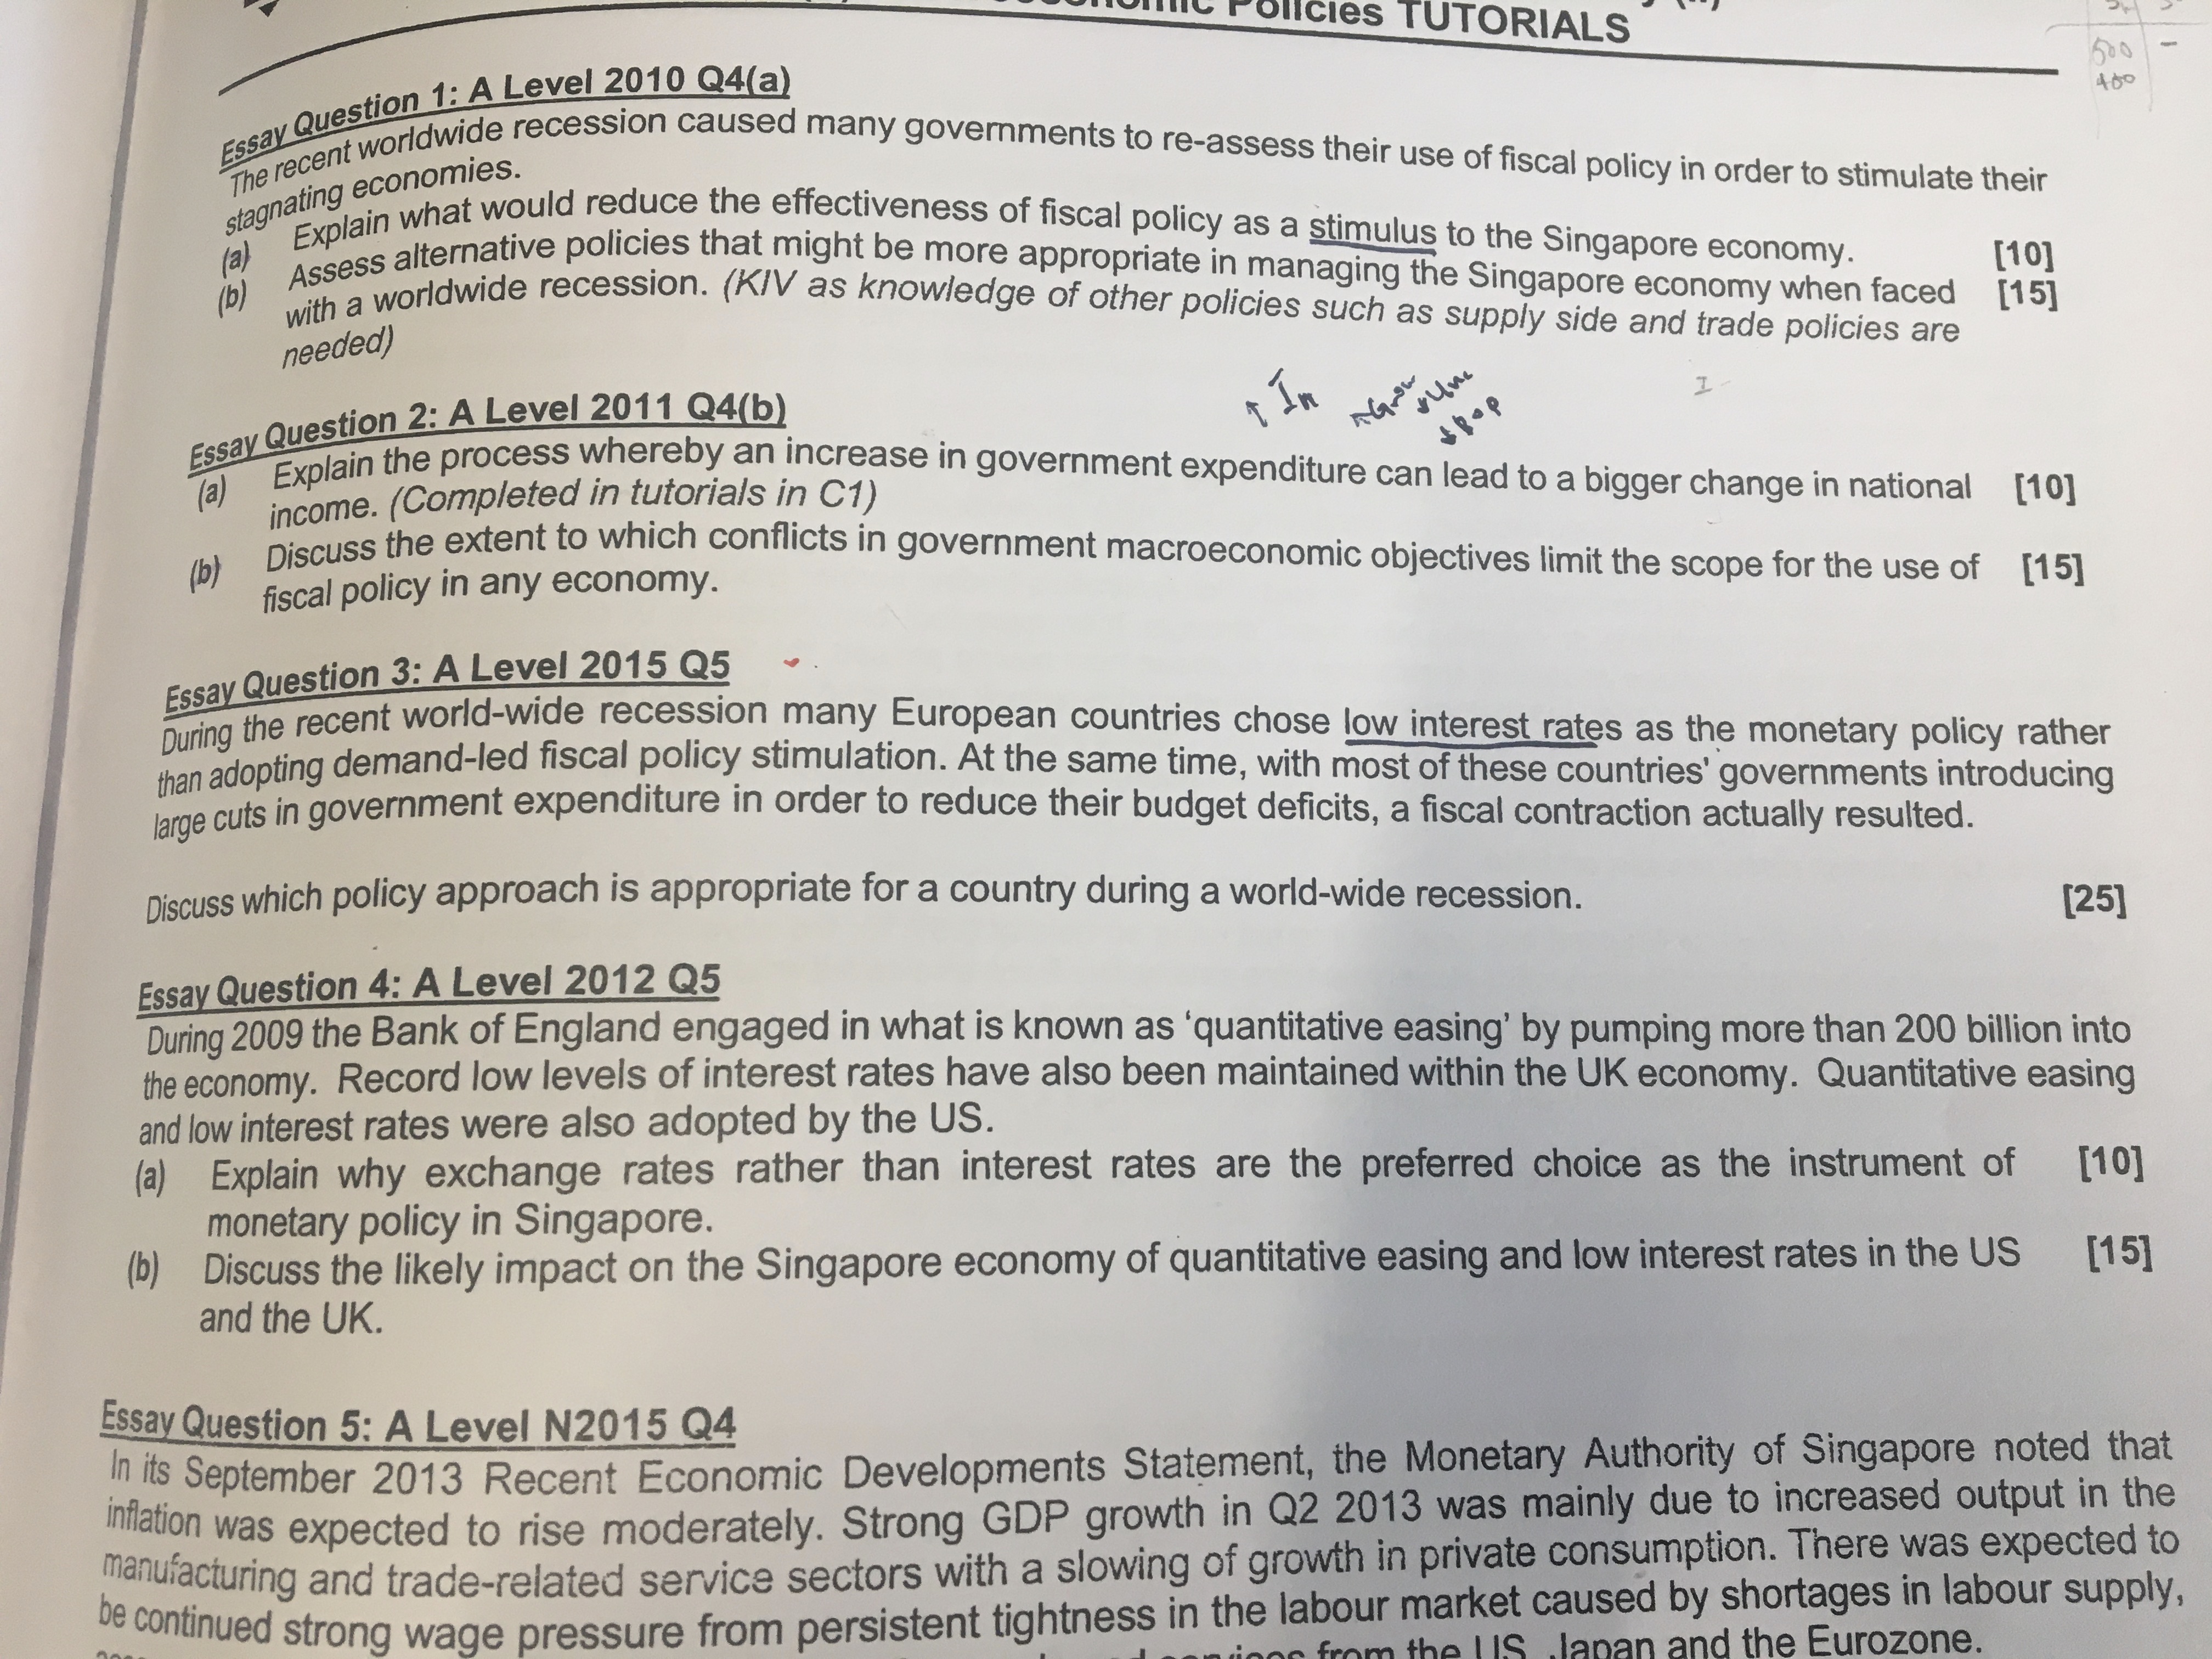 Policies TUTORIALS
500
400
Essay Question 1: A Level 2010 Q4(a)
The recent worldwide recession caused many governments to re-assess their use of fiscal policy in order to stimulate their
stagnating economies.
(a) Explain what would reduce the effectiveness of fiscal policy as a stimulus to the Singapore economy. [10]
(b) Assess alternative policies that might be more appropriate in managing the Singapore economy when faced [15]
with a worldwide recession. (KIV as knowledge of other policies such as supply side and trade policies are
needed)
Essay Question 2: A Level 2011 Q4(b)
(a) Explain the process whereby an increase in government expenditure can lead to a bigger change in national [10]
income. (Completed in tutorials in C1)
(b) Discuss the extent to which conflicts in government macroeconomic objectives limit the scope for the use of [15]
fiscal policy in any economy.
Essay Question 3: A Level 2015 Q5
During the recent world-wide recession many European countries chose low interest rates as the monetary policy rather
than adopting demand-led fiscal policy stimulation. At the same time, with most of these countries' governments introducing
large cuts in government expenditure in order to reduce their budget deficits, a fiscal contraction actually resulted.
Discuss which policy approach is appropriate for a country during a world-wide recession. [25]
Essay Question 4: A Level 2012 Q5
During 2009 the Bank of England engaged in what is known as 'quantitative easing' by pumping more than 200 billion into
the economy. Record low levels of interest rates have also been maintained within the UK economy. Quantitative easing
and low interest rates were also adopted by the US.
(a) Explain why exchange rates rather than interest rates are the preferred choice as the instrument of [10]
monetary policy in Singapore.
(b) Discuss the likely impact on the Singapore economy of quantitative easing and low interest rates in the US [15]
and the UK.
Essay Question 5: A Level N2015 Q4
In its September 2013 Recent Economic Developments Statement, the Monetary Authority of Singapore noted that
inflation was expected to rise moderately. Strong GDP growth in Q2 2013 was mainly due to increased output in the
manufacturing and trade-related service sectors with a slowing of growth in private consumption. There was expected to
be continued strong wage pressure from persistent tightness in the labour market caused by shortages in labour supply,
from the US, Japan and the Eurozone.